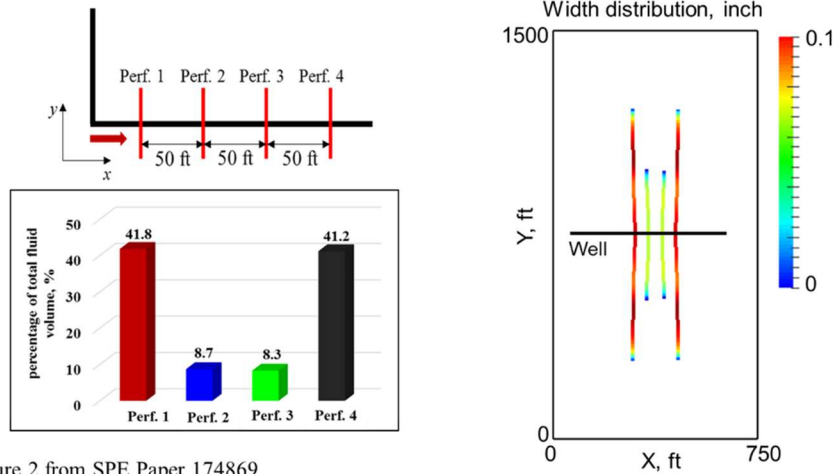 Perf. 1 Perf. 2 Perf. 3 Perf. 4
y
x
50 ft 50 ft 50 ft
percentage of total fluid
volume, %
50
40
30
20
10
0
41.8
8.7
8.3
41.2
Perf. 1 Perf. 2 Perf. 3 Perf. 4
2 from SPE Paper 174869
Width distribution, inch
1500
Y, ft
0
Well
0
X, ft
750
0.1
0